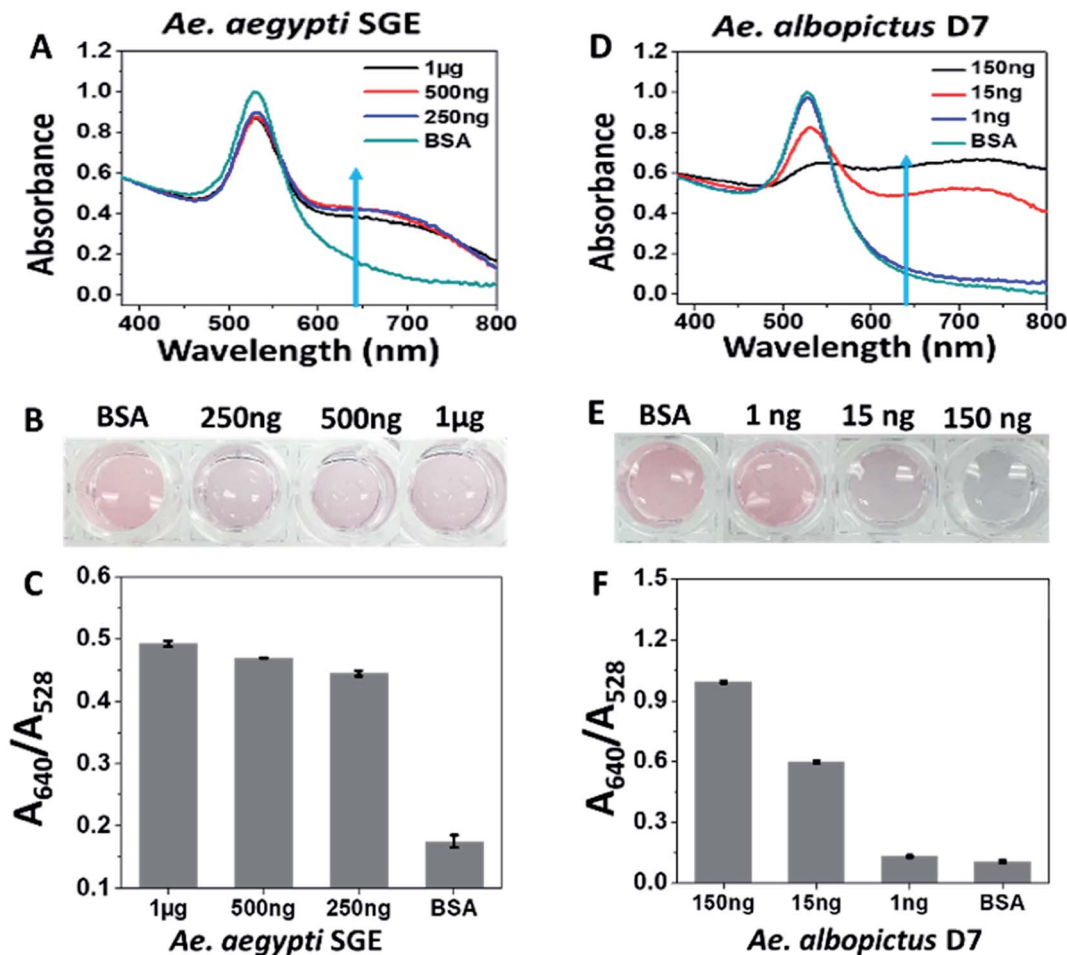 Ae. aegypti SGE
A
1.2
1.0
0.8
0.6
0.4
0.2
0.0
Absorbance
1µg
500ng
250ng
BSA
400 500 600 700 800
Wavelength (nm)
Ae. albopictus D7
D
1.2
1.0
0.8
0.6
0.4
0.2
0.0
Absorbance
150ng
15ng
1ng
BSA
400 500 600 700 800
Wavelength (nm)
B
BSA 250ng 500ng 1µg
E
BSA 1 ng 15 ng 150 ng
C
0.6
0.5
0.4
0.3
0.2
0.1
A640/A528
1µg 500ng 250ng BSA
Ae. aegypti SGE
F
1.5
1.2
0.9
0.6
0.3
0.0
A640/A528
150ng 15ng 1ng BSA
Ae. albopictus D7